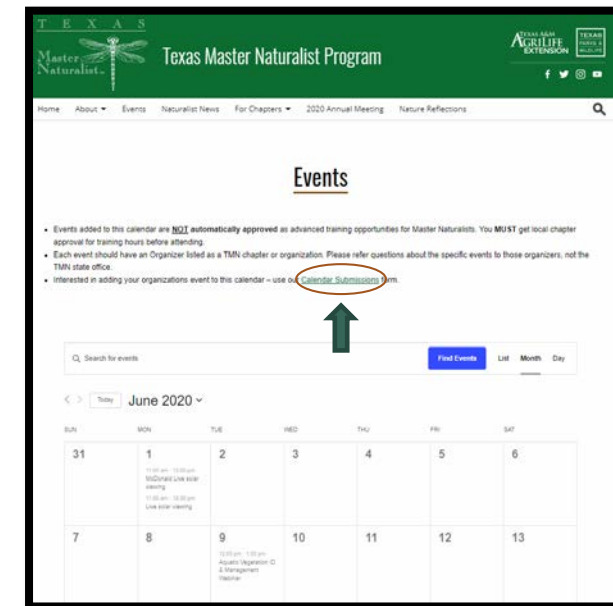 TEXAS
Master
Naturalist
Texas Master Naturalist Program
TEXAS A&M
AGRILIFE
EXTENSION
TEXAS
PARKS &
WILDLIFE
Home About Events Naturalist News For Chapters 2020 Annual Meeting Nature Reflections
Events
Events added to this calendar are NOT automatically approved as advanced training opportunities for Master Naturalists. You MUST get local chapter
approval for training hours before attending.
Each event should have an Organizer listed as a TMN chapter or organization. Please refer questions about the specific events to those organizers, not the
TMN state office.
Interested in adding your organizations event to this calendar – use our Calendar Submissions form.
Search for events Find Events List Month Day
Today June 2020
SUN MON TUE WED THU FRI SAT
31 1 2 3 4 5 6
McDonald Live solar
viewing
Live solar viewing
7 8 9 10 11 12 13
12:00 pm - 1:00 pm
Aquatic Vegetation ID
& Management
Webinar